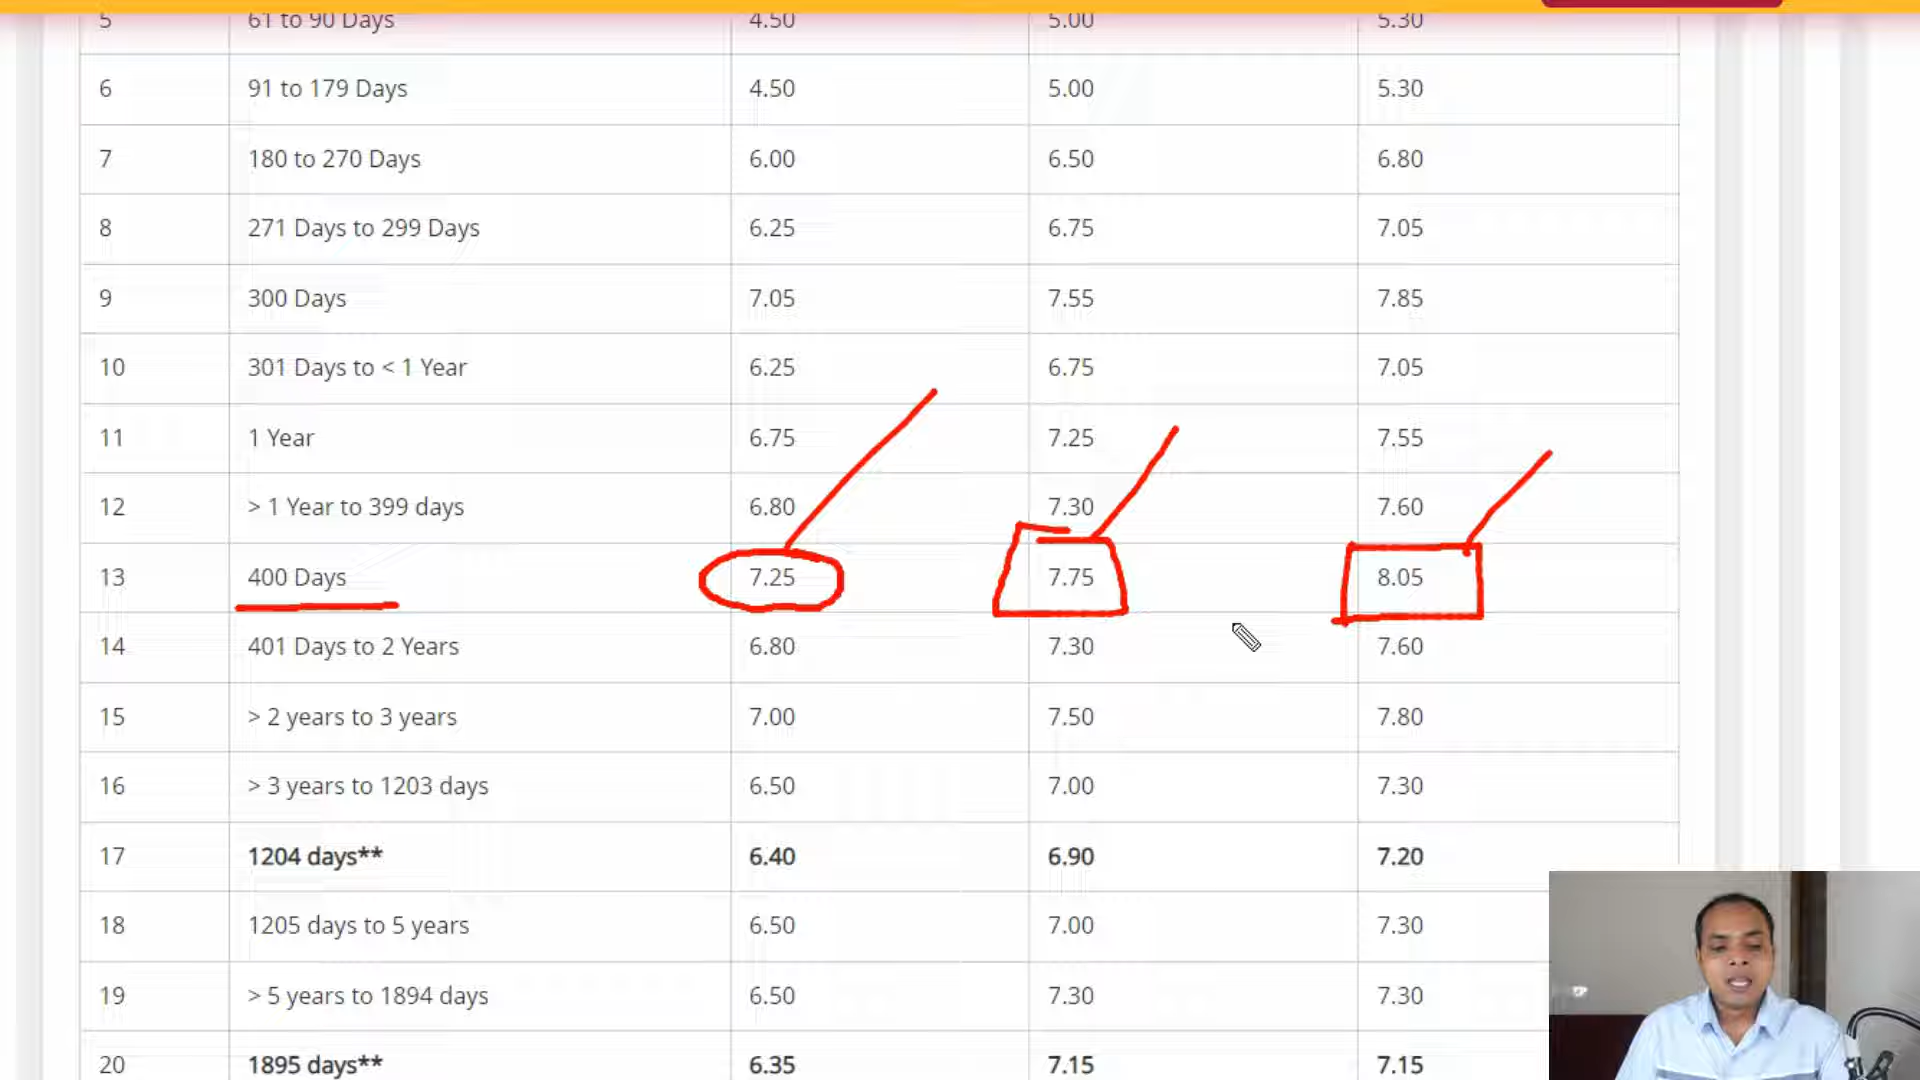 5 61 to 90 Days 4.50 5.00 5.30
6 91 to 179 Days 4.50 5.00 5.30
7 180 to 270 Days 6.00 6.50 6.80
8 271 Days to 299 Days 6.25 6.75 7.05
9 300 Days 7.05 7.55 7.85
10 301 Days to < 1 Year 6.25 6.75 7.05
11 1 Year 6.75 7.25 7.55
12 > 1 Year to 399 days 6.80 7.30 7.60
13 400 Days 7.25 7.75 8.05
14 401 Days to 2 Years 6.80 7.30 7.60
15 > 2 years to 3 years 7.00 7.50 7.80
16 > 3 years to 1203 days 6.50 7.00 7.30
17 1204 days** 6.40 6.90 7.20
18 1205 days to 5 years 6.50 7.00 7.30
19 > 5 years to 1894 days 6.50 7.30 7.30
20 1895 days** 6.35 7.15 7.15